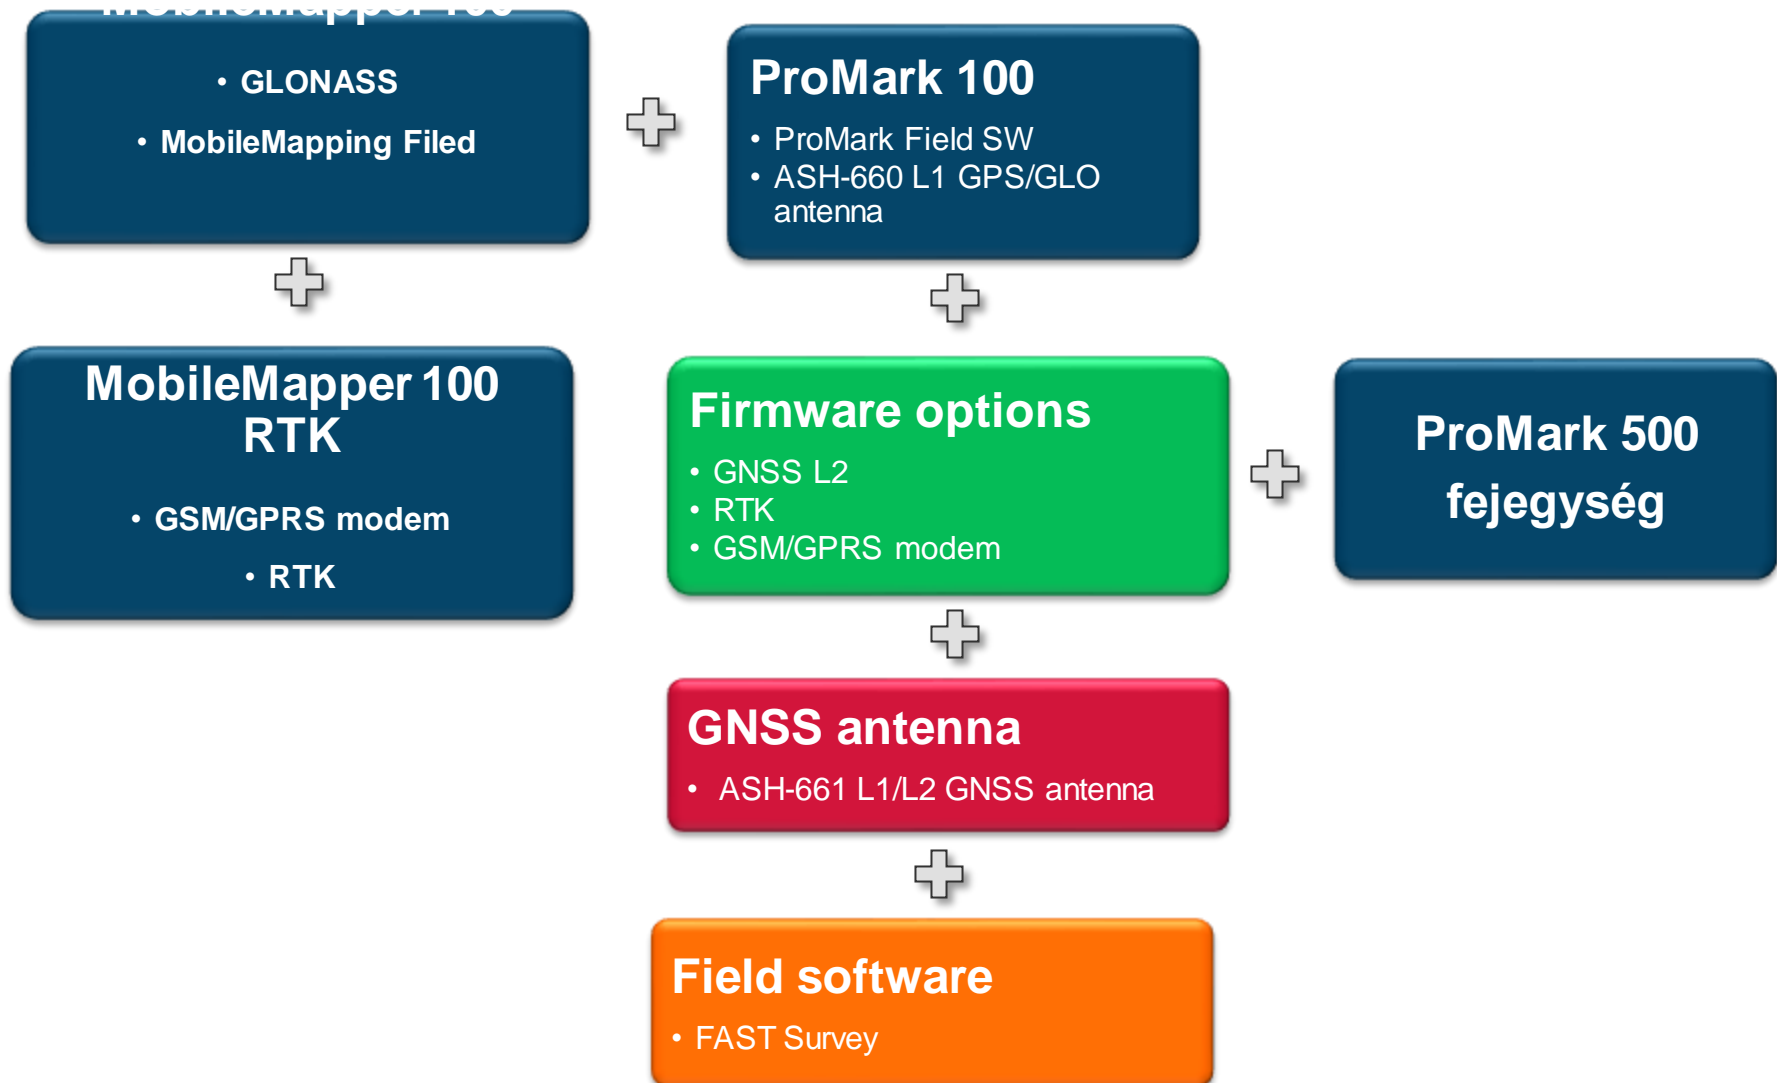 MobileMapper 100
• GLONASS
• MobileMapping Filed
ProMark 100
• ProMark Field SW
• ASH-660 L1 GPS/GLO
antenna
MobileMapper 100
RTK
• GSM/GPRS modem
• RTK
Firmware options
• GNSS L2
• RTK
• GSM/GPRS modem
ProMark 500
fejegység
GNSS antenna
• ASH-661 L1/L2 GNSS antenna
Field software
• FAST Survey